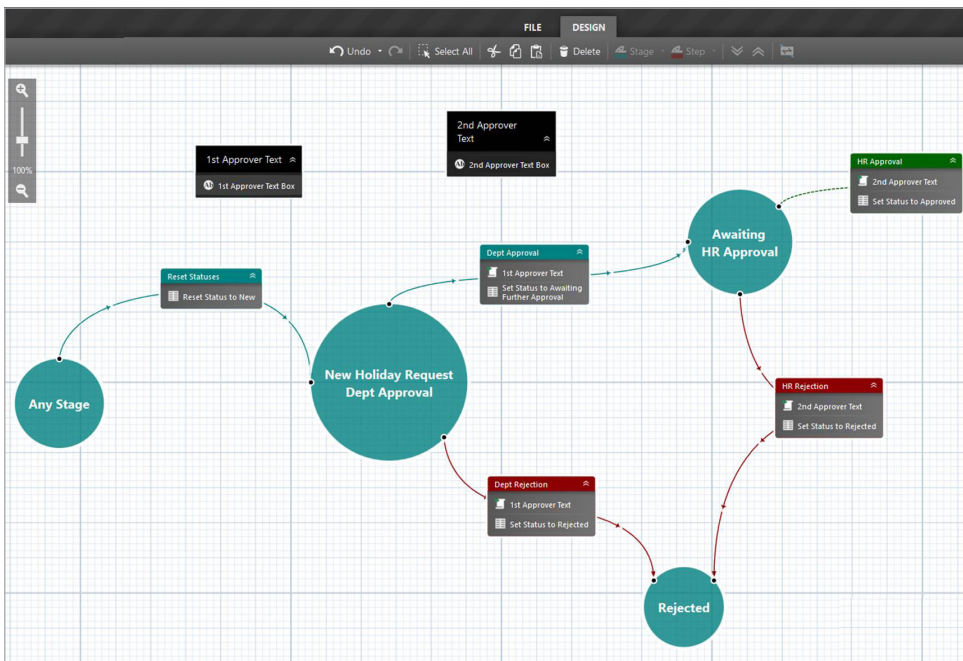 FILE
DESIGN
Undo
Select All
Delete
Stage
Step
100%
1st Approver Text
1st Approver Text Box
2nd Approver
Text
2nd Approver Text Box
HR Approval
2nd Approver Text
Set Status to Approved
Awaiting
HR Approval
Dept Approval
1st Approver Text
Set Status to Awaiting
Further Approval
Reset Statuses
Reset Status to New
New Holiday Request
Dept Approval
Any Stage
HR Rejection
2nd Approver Text
Set Status to Rejected
Dept Rejection
1st Approver Text
Set Status to Rejected
Rejected